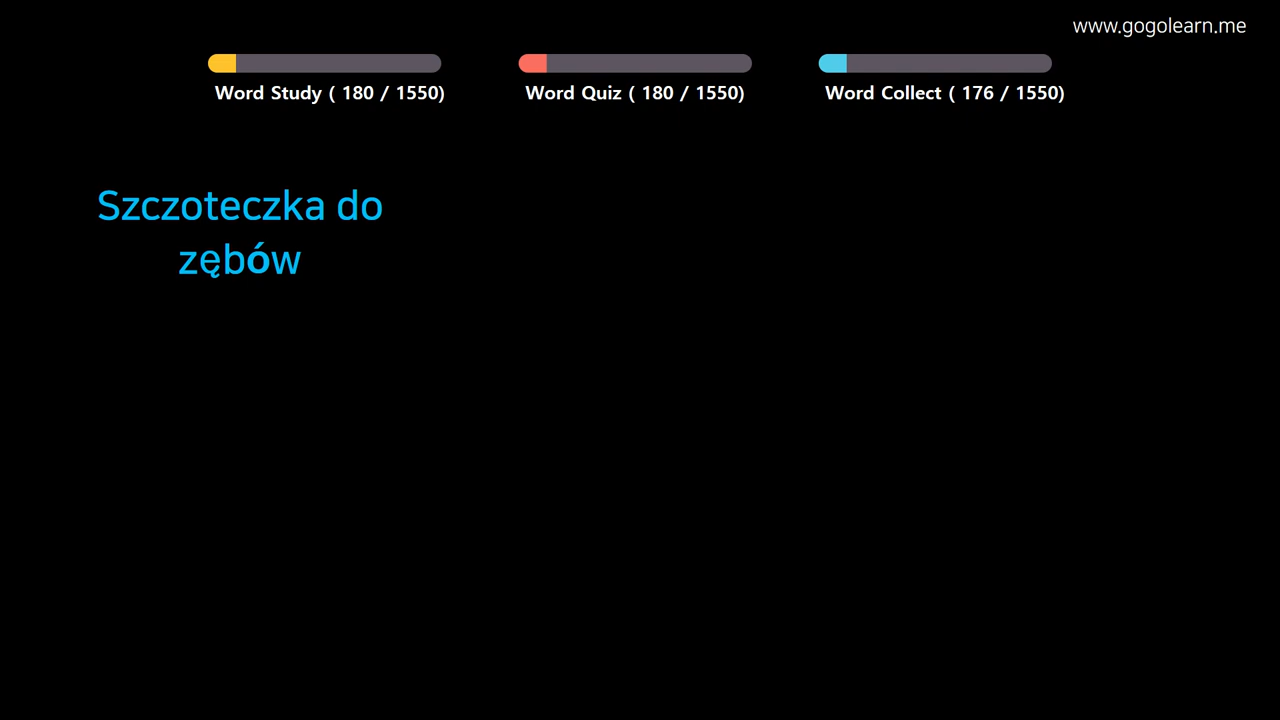 www.gogolearn.me
Word Study ( 180 / 1550)
Word Quiz ( 180 / 1550)
Word Collect ( 176 / 1550)
Szczoteczka do
zębów